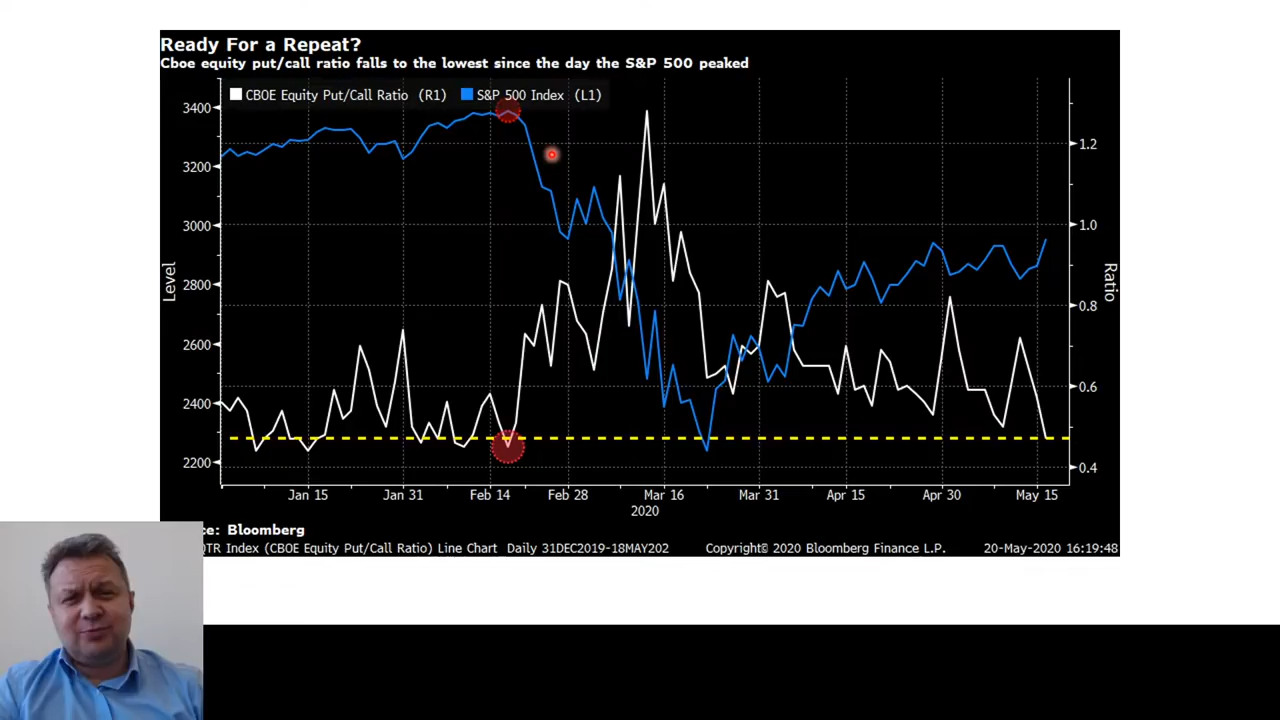 Ready For a Repeat?
Cboe equity put/call ratio falls to the lowest since the day the S&P 500 peaked
CBOE Equity Put/Call Ratio (R1) S&P 500 Index (L1)
3400
3200
3000
2800
2600
2400
2200
Level
1.2
1.0
0.8
0.6
0.4
Ratio
Jan 15 Jan 31 Feb 14 Feb 28 Mar 16 Mar 31 Apr 15 Apr 30 May 15
2020
Bloomberg
Index (CBOE Equity Put/Call Ratio) Line Chart Daily 31DEC2019-18MAY202 Copyright© 2020 Bloomberg Finance L.P. 20-May-2020 16:19:48